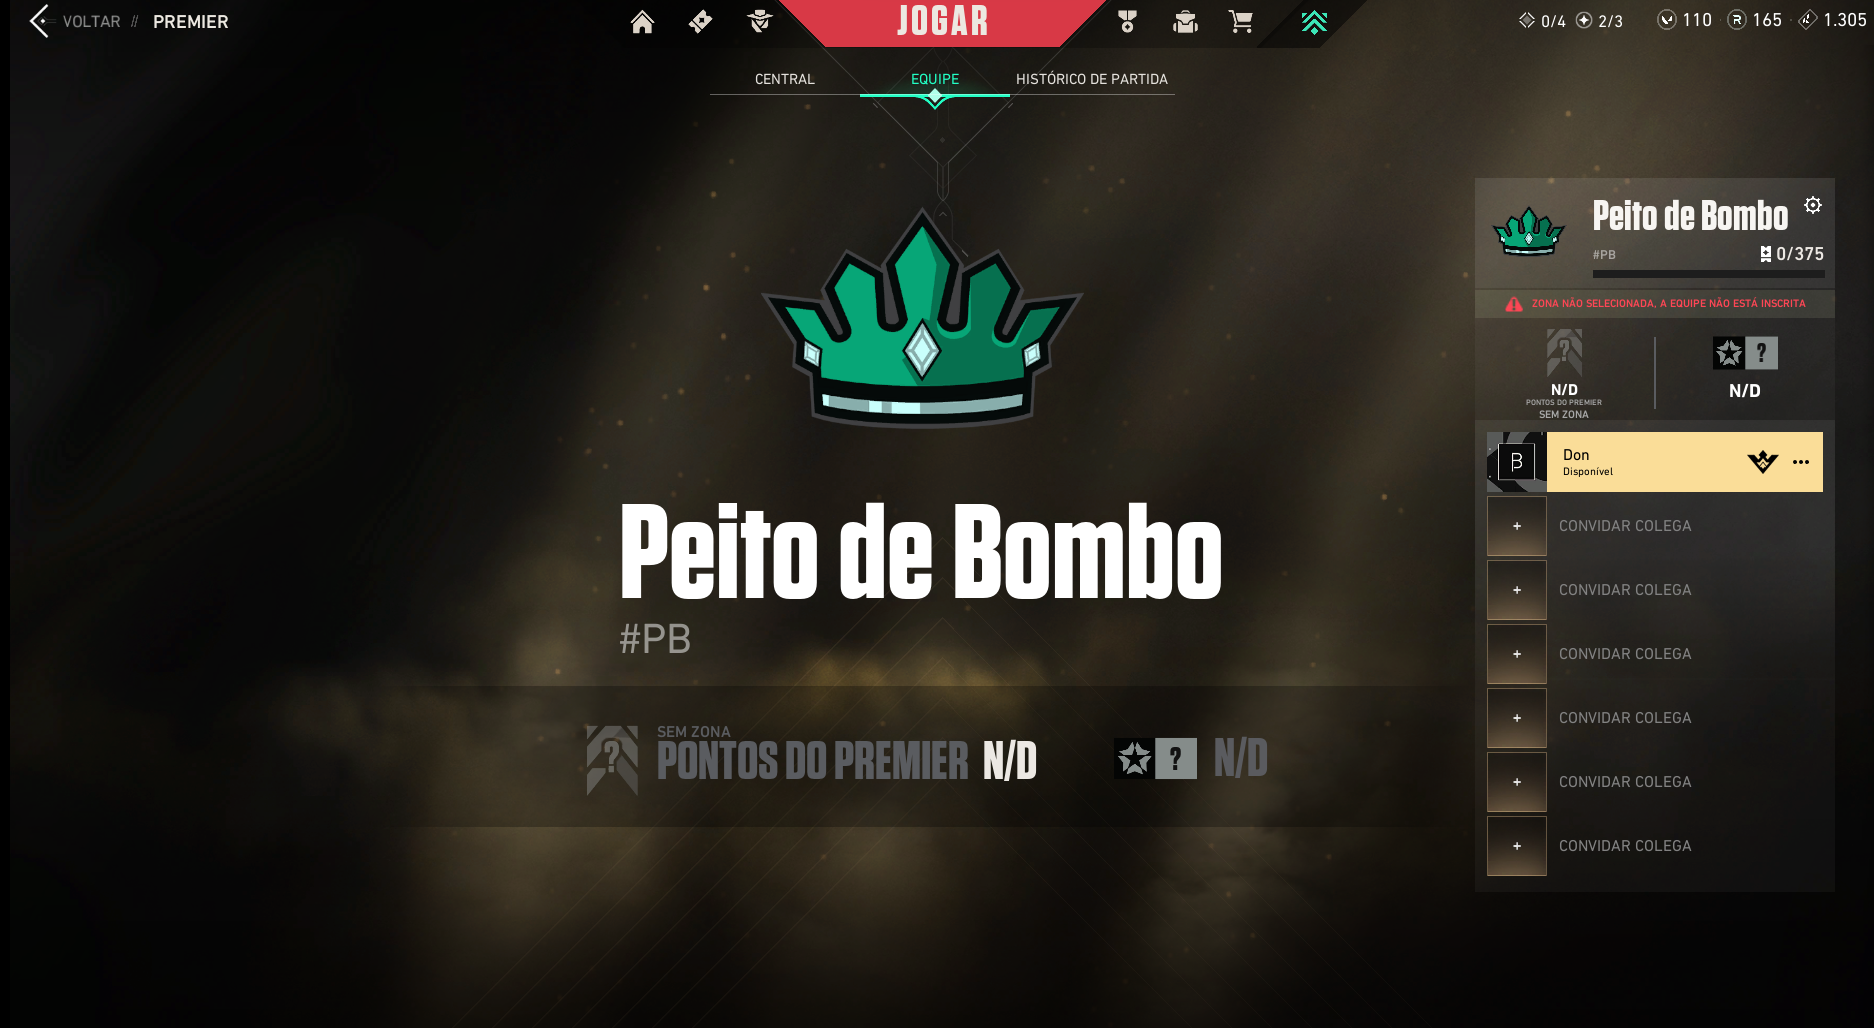 VOLTAR // PREMIER
JOGAR
0/4 2/3 110 165 1.305
CENTRAL EQUIPE HISTÓRICO DE PARTIDA
Peito de Bombo
#PB
SEM ZONA
PONTOS DO PREMIER N/D
? N/D
Peito de Bombo
#PB 0/375
ZONA NÃO SELECIONADA, A EQUIPE NÃO ESTÁ INSCRITA
? ?
N/D N/D
PONTOS DO PREMIER
SEM ZONA
β Don
Disponível
+ CONVIDAR COLEGA
+ CONVIDAR COLEGA
+ CONVIDAR COLEGA
+ CONVIDAR COLEGA
+ CONVIDAR COLEGA
+ CONVIDAR COLEGA